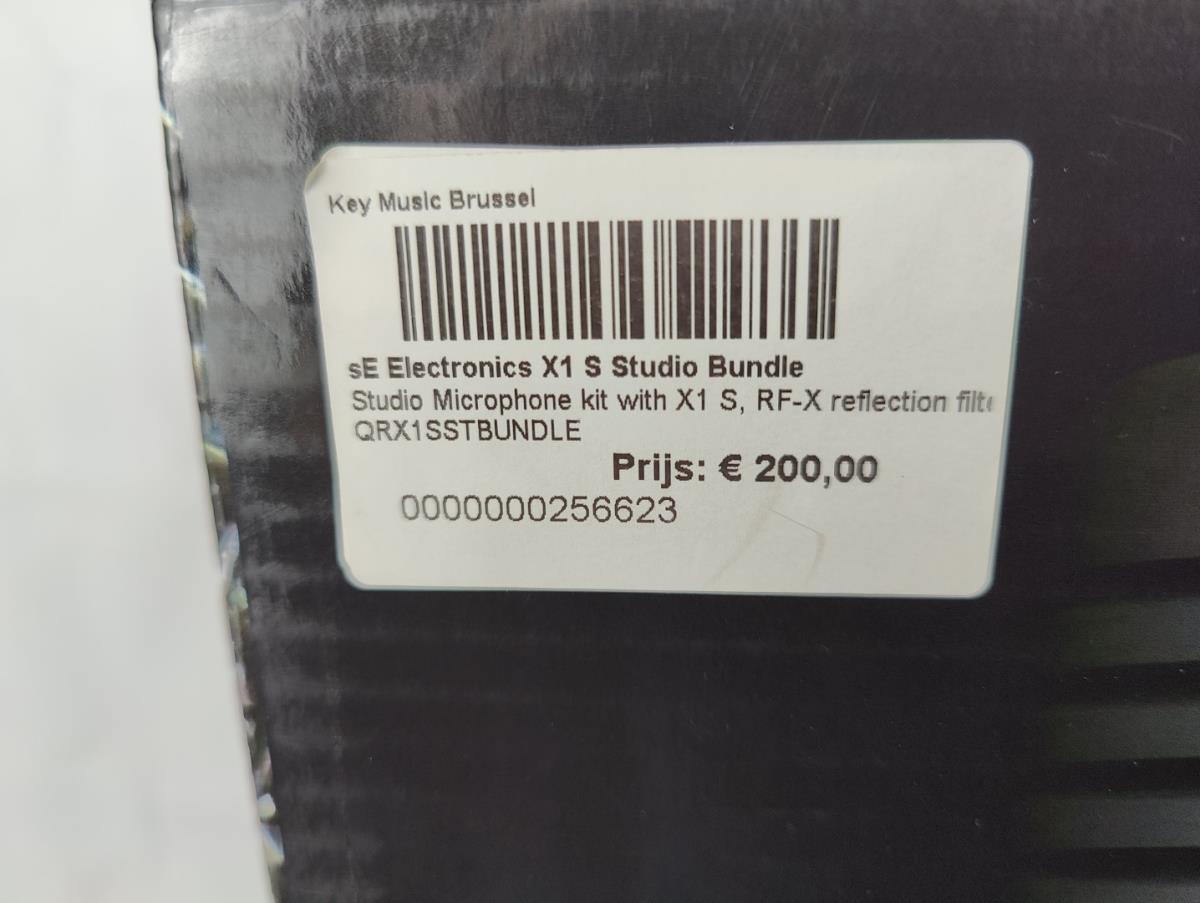 Key Music Brussel
sE Electronics X1 S Studio Bundle
Studio Microphone kit with X1 S, RF-X reflection filt
QRX1SSTBUNDLE
Prijs: € 200,00
0000000256623